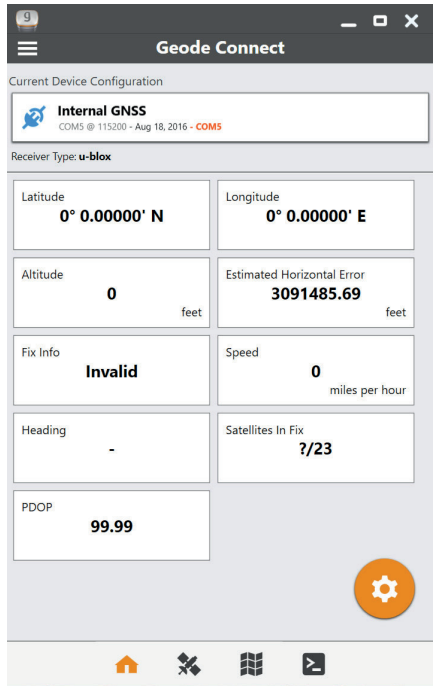 g
Geode Connect
Current Device Configuration
Internal GNSS
COM5 @ 115200 - Aug 18, 2016 - COM5
Receiver Type: u-blox
Latitude
0° 0.00000' N
Longitude
0° 0.00000' E
Altitude
0
feet
Estimated Horizontal Error
3091485.69
feet
Fix Info
Invalid
Speed
0
miles per hour
Heading
-
Satellites In Fix
?/23
PDOP
99.99